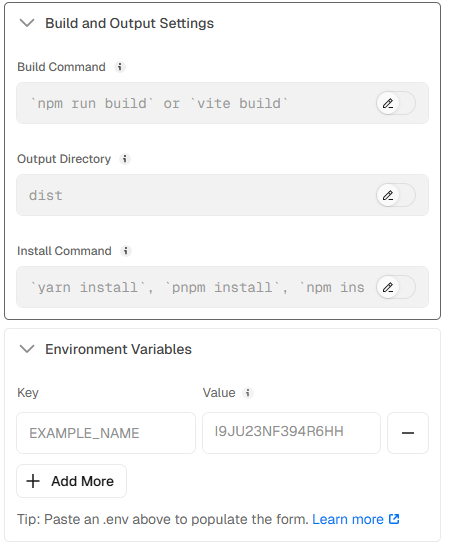 Build and Output Settings
Build Command
`npm run build` or `vite build`
Output Directory
dist
Install Command
`yarn install`, `pnpm install`, `npm ins
Environment Variables
Key Value
EXAMPLE_NAME I9JU23NF394R6HH
Add More
Tip: Paste an .env above to populate the form. Learn more